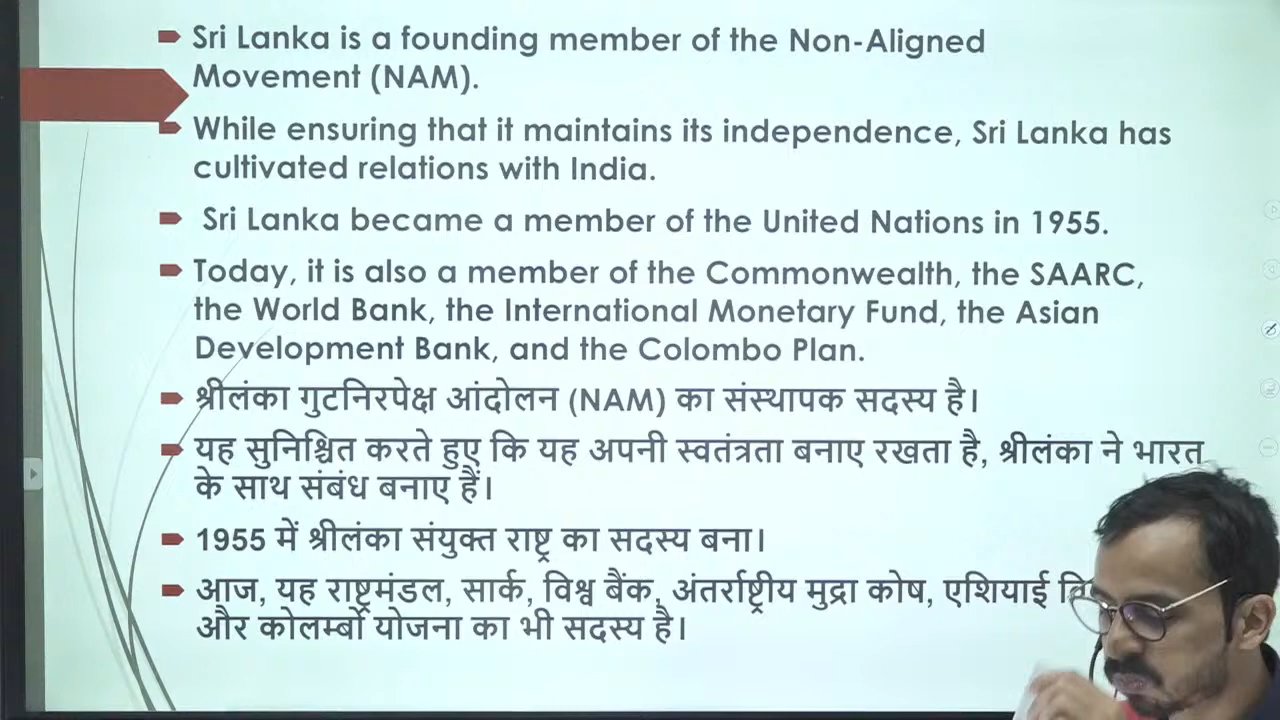 Sri Lanka is a founding member of the Non-Aligned
Movement (NAM).
While ensuring that it maintains its independence, Sri Lanka has
cultivated relations with India.
Sri Lanka became a member of the United Nations in 1955.
Today, it is also a member of the Commonwealth, the SAARC,
the World Bank, the International Monetary Fund, the Asian
Development Bank, and the Colombo Plan.
श्रीलंका गुटनिरपेक्ष आंदोलन (NAM) का संस्थापक सदस्य है।
यह सुनिश्चित करते हुए कि यह अपनी स्वतंत्रता बनाए रखता है, श्रीलंका ने भारत
के साथ संबंध बनाए हैं।
1955 में श्रीलंका संयुक्त राष्ट्र का सदस्य बना।
आज, यह राष्ट्रमंडल, सार्क, विश्व बैंक, अंतर्राष्ट्रीय मुद्रा कोष, एशियाई
और कोलम्बो योजना का भी सदस्य है।